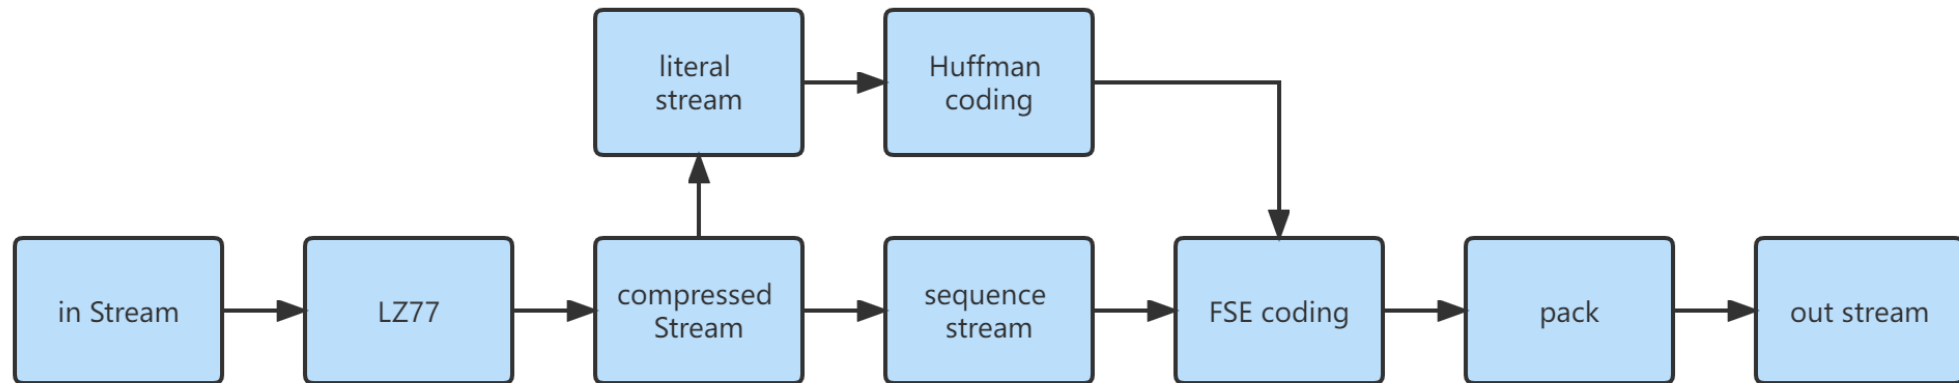 literal
stream
Huffman
coding
in Stream
LZ77
compressed
Stream
sequence
stream
FSE coding
pack
out stream